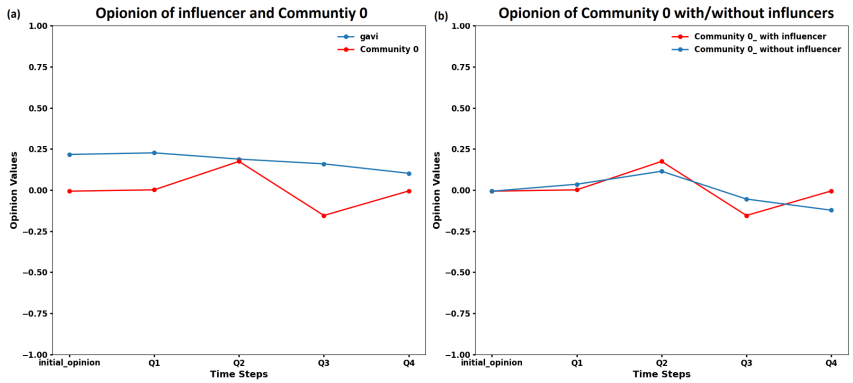 (a)
Opionion of influencer and Communtiy 0
1.00
0.75
0.50
0.25
0.00
−0.25
−0.50
−0.75
−1.00
Opinion Values
gavi
Community 0
initial_opinion Q1 Q2 Q3 Q4
Time Steps
(b)
Opionion of Community 0 with/without influncers
1.00
0.75
0.50
0.25
0.00
−0.25
−0.50
−0.75
−1.00
Opinion Values
Community 0_ with influencer
Community 0_ without influencer
initial_opinion Q1 Q2 Q3 Q4
Time Steps